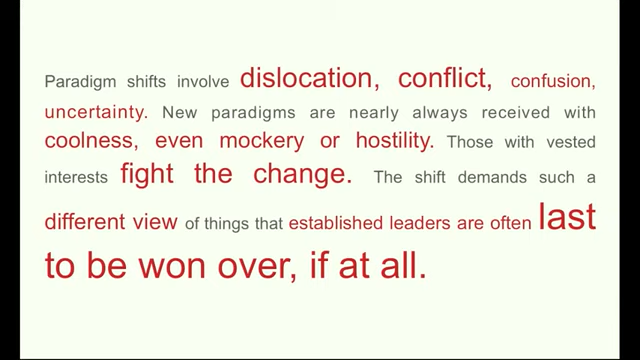 Paradigm shifts involve dislocation, conflict, confusion,
uncertainty. New paradigms are nearly always received with
coolness, even mockery or hostility. Those with vested
interests fight the change. The shift demands such a
different view of things that established leaders are often last
to be won over, if at all.